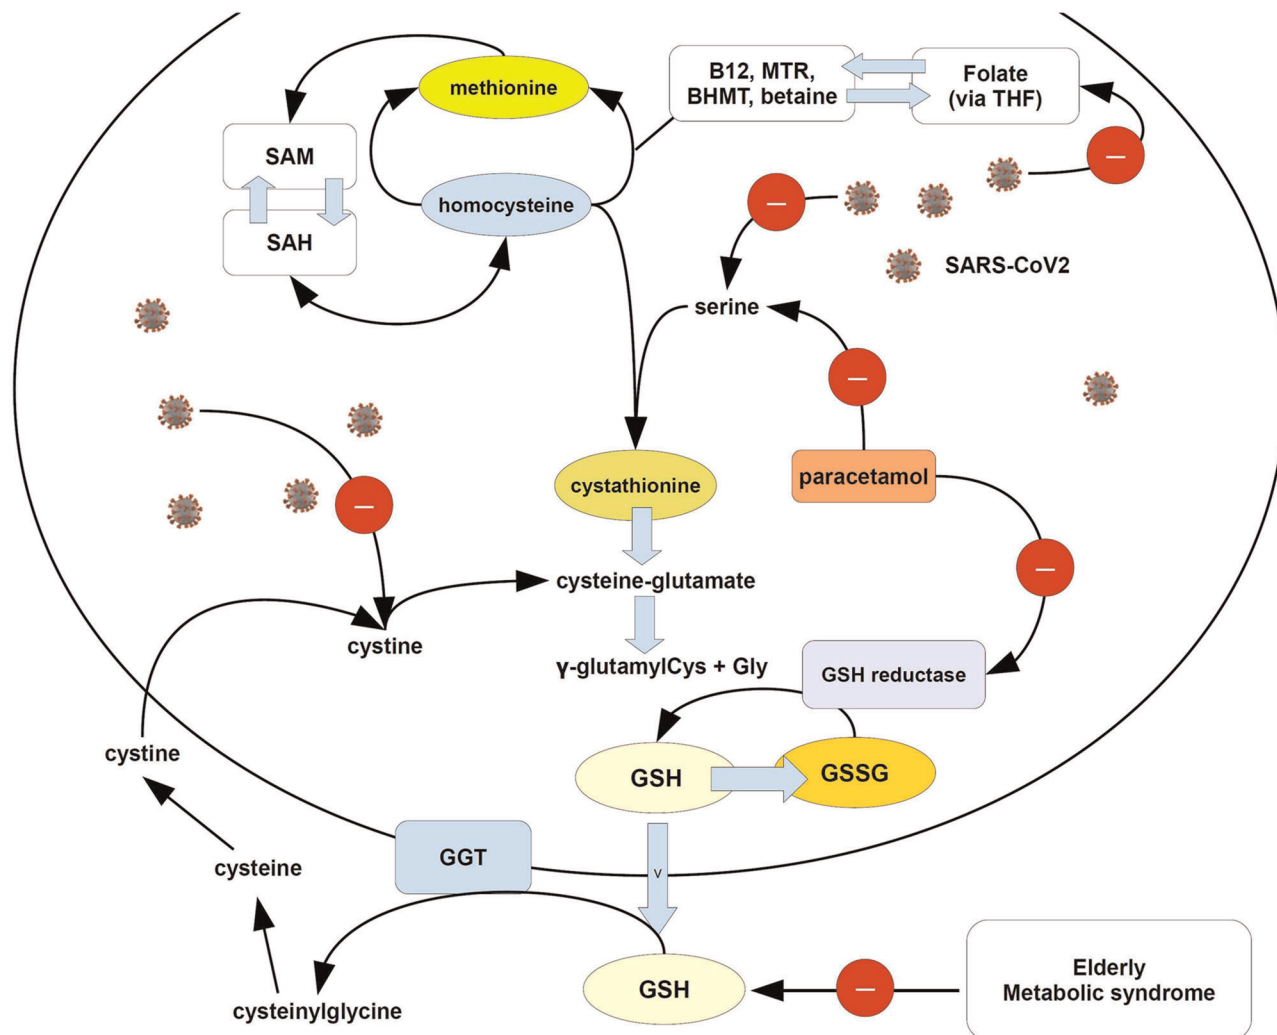 methionine
B12, MTR,
BHMT, betaine
Folate
(via THF)
SAM
SAH
homocysteine
–
–
SARS-CoV2
serine
–
cystathionine
paracetamol
–
–
cysteine-glutamate
cystine
γ-glutamylCys + Gly
GSH reductase
cystine
GSH
GSSG
GGT
cysteine
v
cysteinylglycine
GSH
–
Elderly
Metabolic syndrome